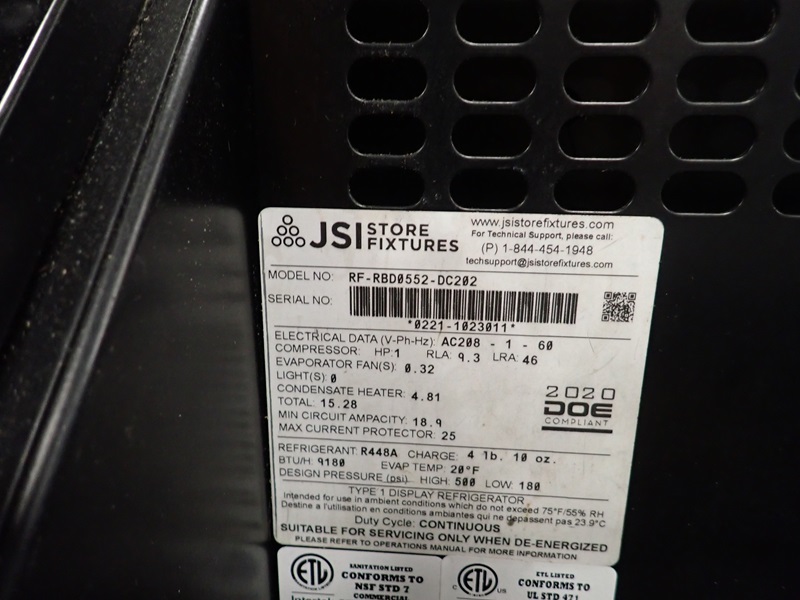 JSI STORE FIXTURES
www.jsistorefixtures.com
For Technical Support, please call:
(P) 1-844-454-1948
techsupport@jsistorefixtures.com
MODEL NO: RF-RBD0552-DC202
SERIAL NO:
*0221-1023011*
ELECTRICAL DATA (V-Ph-Hz): AC208 - 1 - 60
COMPRESSOR: HP:1 RLA: 9.3 LRA: 46
EVAPORATOR FAN(S): 0.32
LIGHT(S): 0
CONDENSATE HEATER: 4.81
TOTAL: 15.28
MIN CIRCUIT AMPACITY: 18.9
MAX CURRENT PROTECTOR: 25
2020
DOE
COMPLIANT
REFRIGERANT: R448A CHARGE: 4 lb. 10 oz.
BTU/H: 9180 EVAP TEMP: 20°F
DESIGN PRESSURE (psi) HIGH: 500 LOW: 180
TYPE 1 DISPLAY REFRIGERATOR
Intended for use in ambient conditions which do not exceed 75°F/55% RH
Destine a l'utilisation en conditions ambiantes qui ne depassent pas 23.9°C
Duty Cycle: CONTINUOUS
SUITABLE FOR SERVICING ONLY WHEN DE-ENERGIZED
PLEASE REFER TO OPERATIONS MANUAL FOR MORE INFORMATION
ETL
SANITATION LISTED
CONFORMS TO
NSF STD 7
COMMERCIAL
Intertek
C ETL US
ETL LISTED
CONFORMS TO
UL STD 471